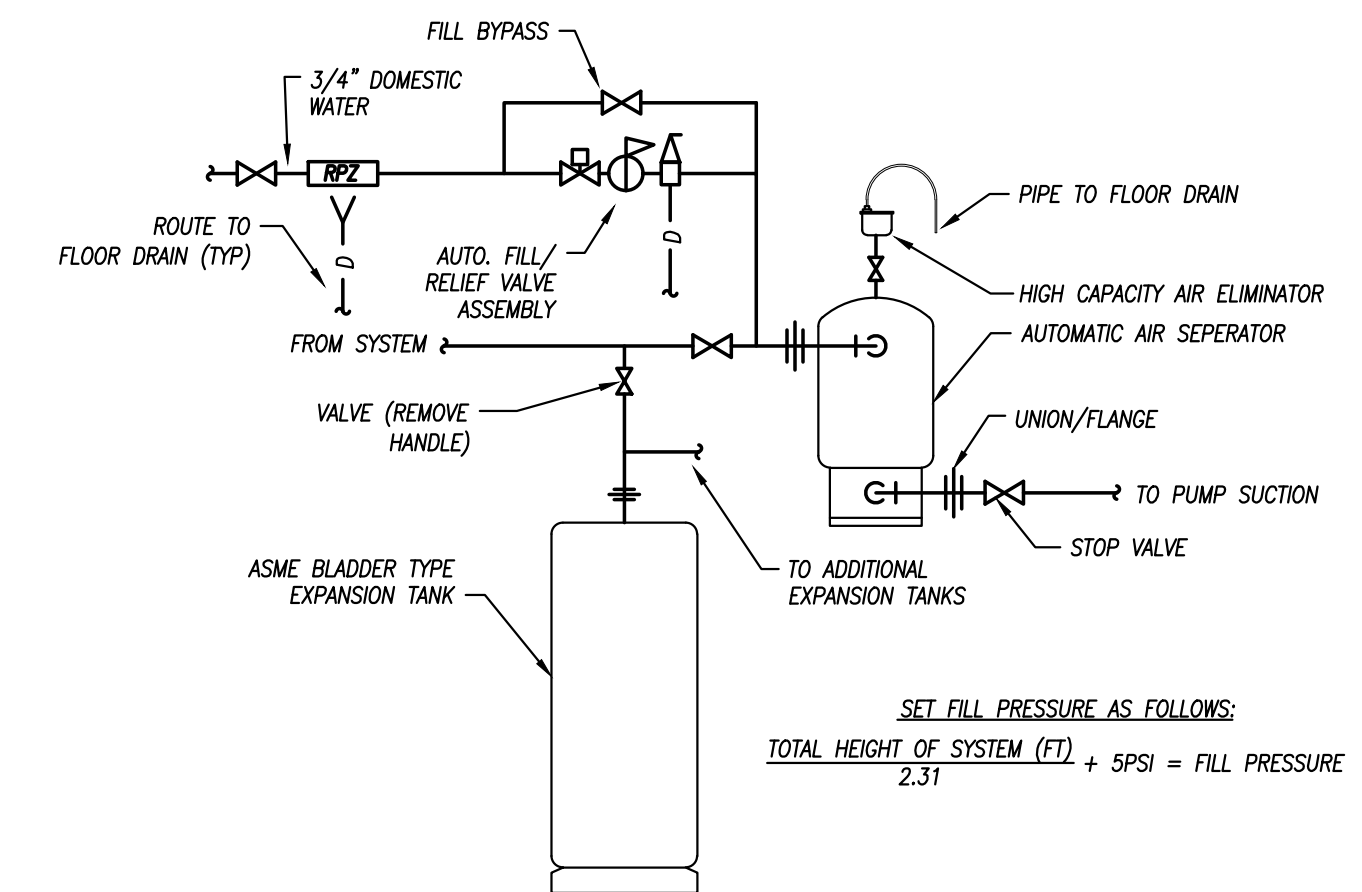 FILL BYPASS
3/4" DOMESTIC
WATER
RPZ
ROUTE TO
FLOOR DRAIN (TYP)
D
AUTO. FILL/
RELIEF VALVE
ASSEMBLY
D
PIPE TO FLOOR DRAIN
HIGH CAPACITY AIR ELIMINATOR
AUTOMATIC AIR SEPERATOR
FROM SYSTEM
VALVE (REMOVE
HANDLE)
UNION/FLANGE
TO PUMP SUCTION
STOP VALVE
ASME BLADDER TYPE
EXPANSION TANK
TO ADDITIONAL
EXPANSION TANKS
SET FILL PRESSURE AS FOLLOWS:
TOTAL HEIGHT OF SYSTEM (FT)
2.31
+ 5PSI = FILL PRESSURE